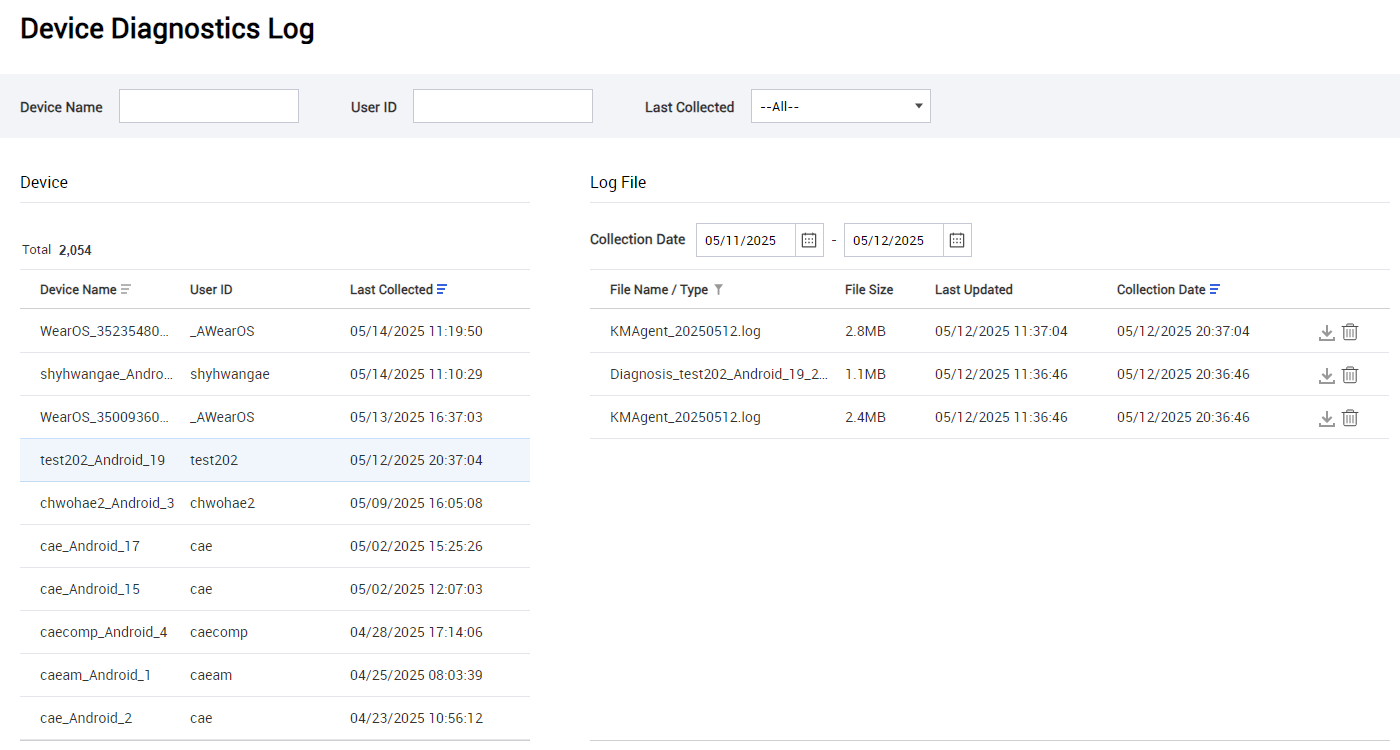 Device Diagnostics Log
Device Name User ID Last Collected --All--
Device
Total 2,054
Device Name User ID Last Collected
WearOS_35235480... _AWearOS 05/14/2025 11:19:50
shyhwangae_Andro... shyhwangae 05/14/2025 11:10:29
WearOS_35009360... _AWearOS 05/13/2025 16:37:03
test202_Android_19 test202 05/12/2025 20:37:04
chwohae2_Android_3 chwohae2 05/09/2025 16:05:08
cae_Android_17 cae 05/02/2025 15:25:26
cae_Android_15 cae 05/02/2025 12:07:03
caecomp_Android_4 caecomp 04/28/2025 17:14:06
caeam_Android_1 caeam 04/25/2025 08:03:39
cae_Android_2 cae 04/23/2025 10:56:12
Log File
Collection Date 05/11/2025 - 05/12/2025
File Name / Type File Size Last Updated Collection Date
KMAgent_20250512.log 2.8MB 05/12/2025 11:37:04 05/12/2025 20:37:04
Diagnosis_test202_Android_19_2... 1.1MB 05/12/2025 11:36:46 05/12/2025 20:36:46
KMAgent_20250512.log 2.4MB 05/12/2025 11:36:46 05/12/2025 20:36:46